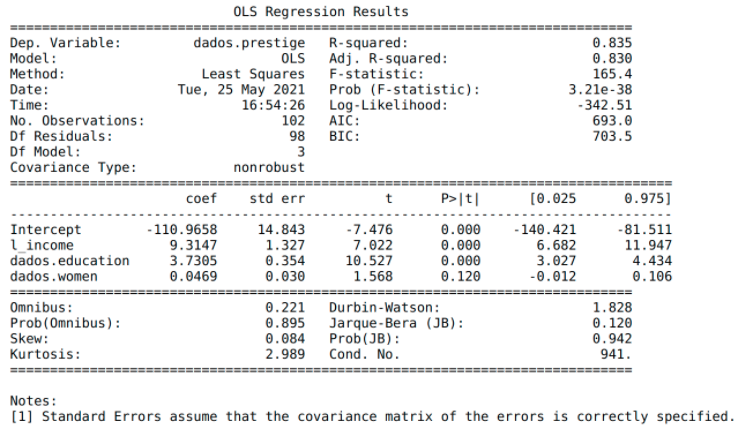 OLS Regression Results
==============================================================================
Dep. Variable:         dados.prestige   R-squared:                       0.835
Model:                            OLS   Adj. R-squared:                  0.830
Method:                 Least Squares   F-statistic:                     165.4
Date:                Tue, 25 May 2021   Prob (F-statistic):           3.21e-38
Time:                        16:54:26   Log-Likelihood:                -342.51
No. Observations:                 102   AIC:                             693.0
Df Residuals:                      98   BIC:                             703.5
Df Model:                           3
Covariance Type:            nonrobust
===================================================================================
                      coef    std err          t      P>|t|      [0.025      0.975]
-----------------------------------------------------------------------------------
Intercept        -110.9658     14.843     -7.476      0.000    -140.421     -81.511
l_income            9.3147      1.327      7.022      0.000       6.682      11.947
dados.education     3.7305      0.354     10.527      0.000       3.027       4.434
dados.women         0.0469      0.030      1.568      0.120      -0.012       0.106
==============================================================================
Omnibus:                        0.221   Durbin-Watson:                   1.828
Prob(Omnibus):                  0.895   Jarque-Bera (JB):                0.120
Skew:                           0.084   Prob(JB):                        0.942
Kurtosis:                       2.989   Cond. No.                         941.
==============================================================================

Notes:
[1] Standard Errors assume that the covariance matrix of the errors is correctly specified.